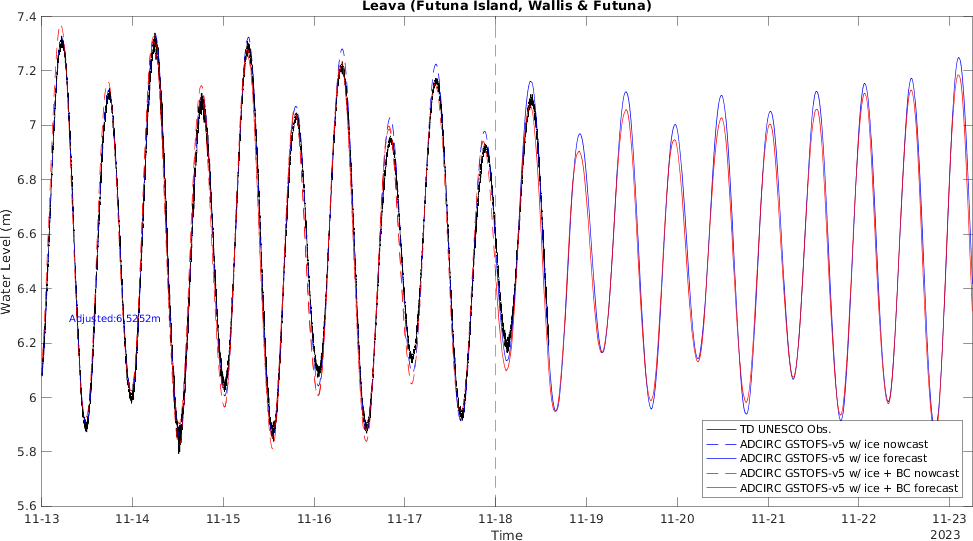 Leava (Futuna Island, Wallis & Futuna)
7.4
7.2
7
6.8
6.6
6.4
6.2
6
5.8
5.6
Water Level (m)
Adjusted:6.5252m
TD UNESCO Obs.
ADCIRC GSTOFS-v5 w/ ice nowcast
ADCIRC GSTOFS-v5 w/ ice forecast
ADCIRC GSTOFS-v5 w/ ice + BC nowcast
ADCIRC GSTOFS-v5 w/ ice + BC forecast
11-13 11-14 11-15 11-16 11-17 11-18 11-19 11-20 11-21 11-22 11-23
2023
Time